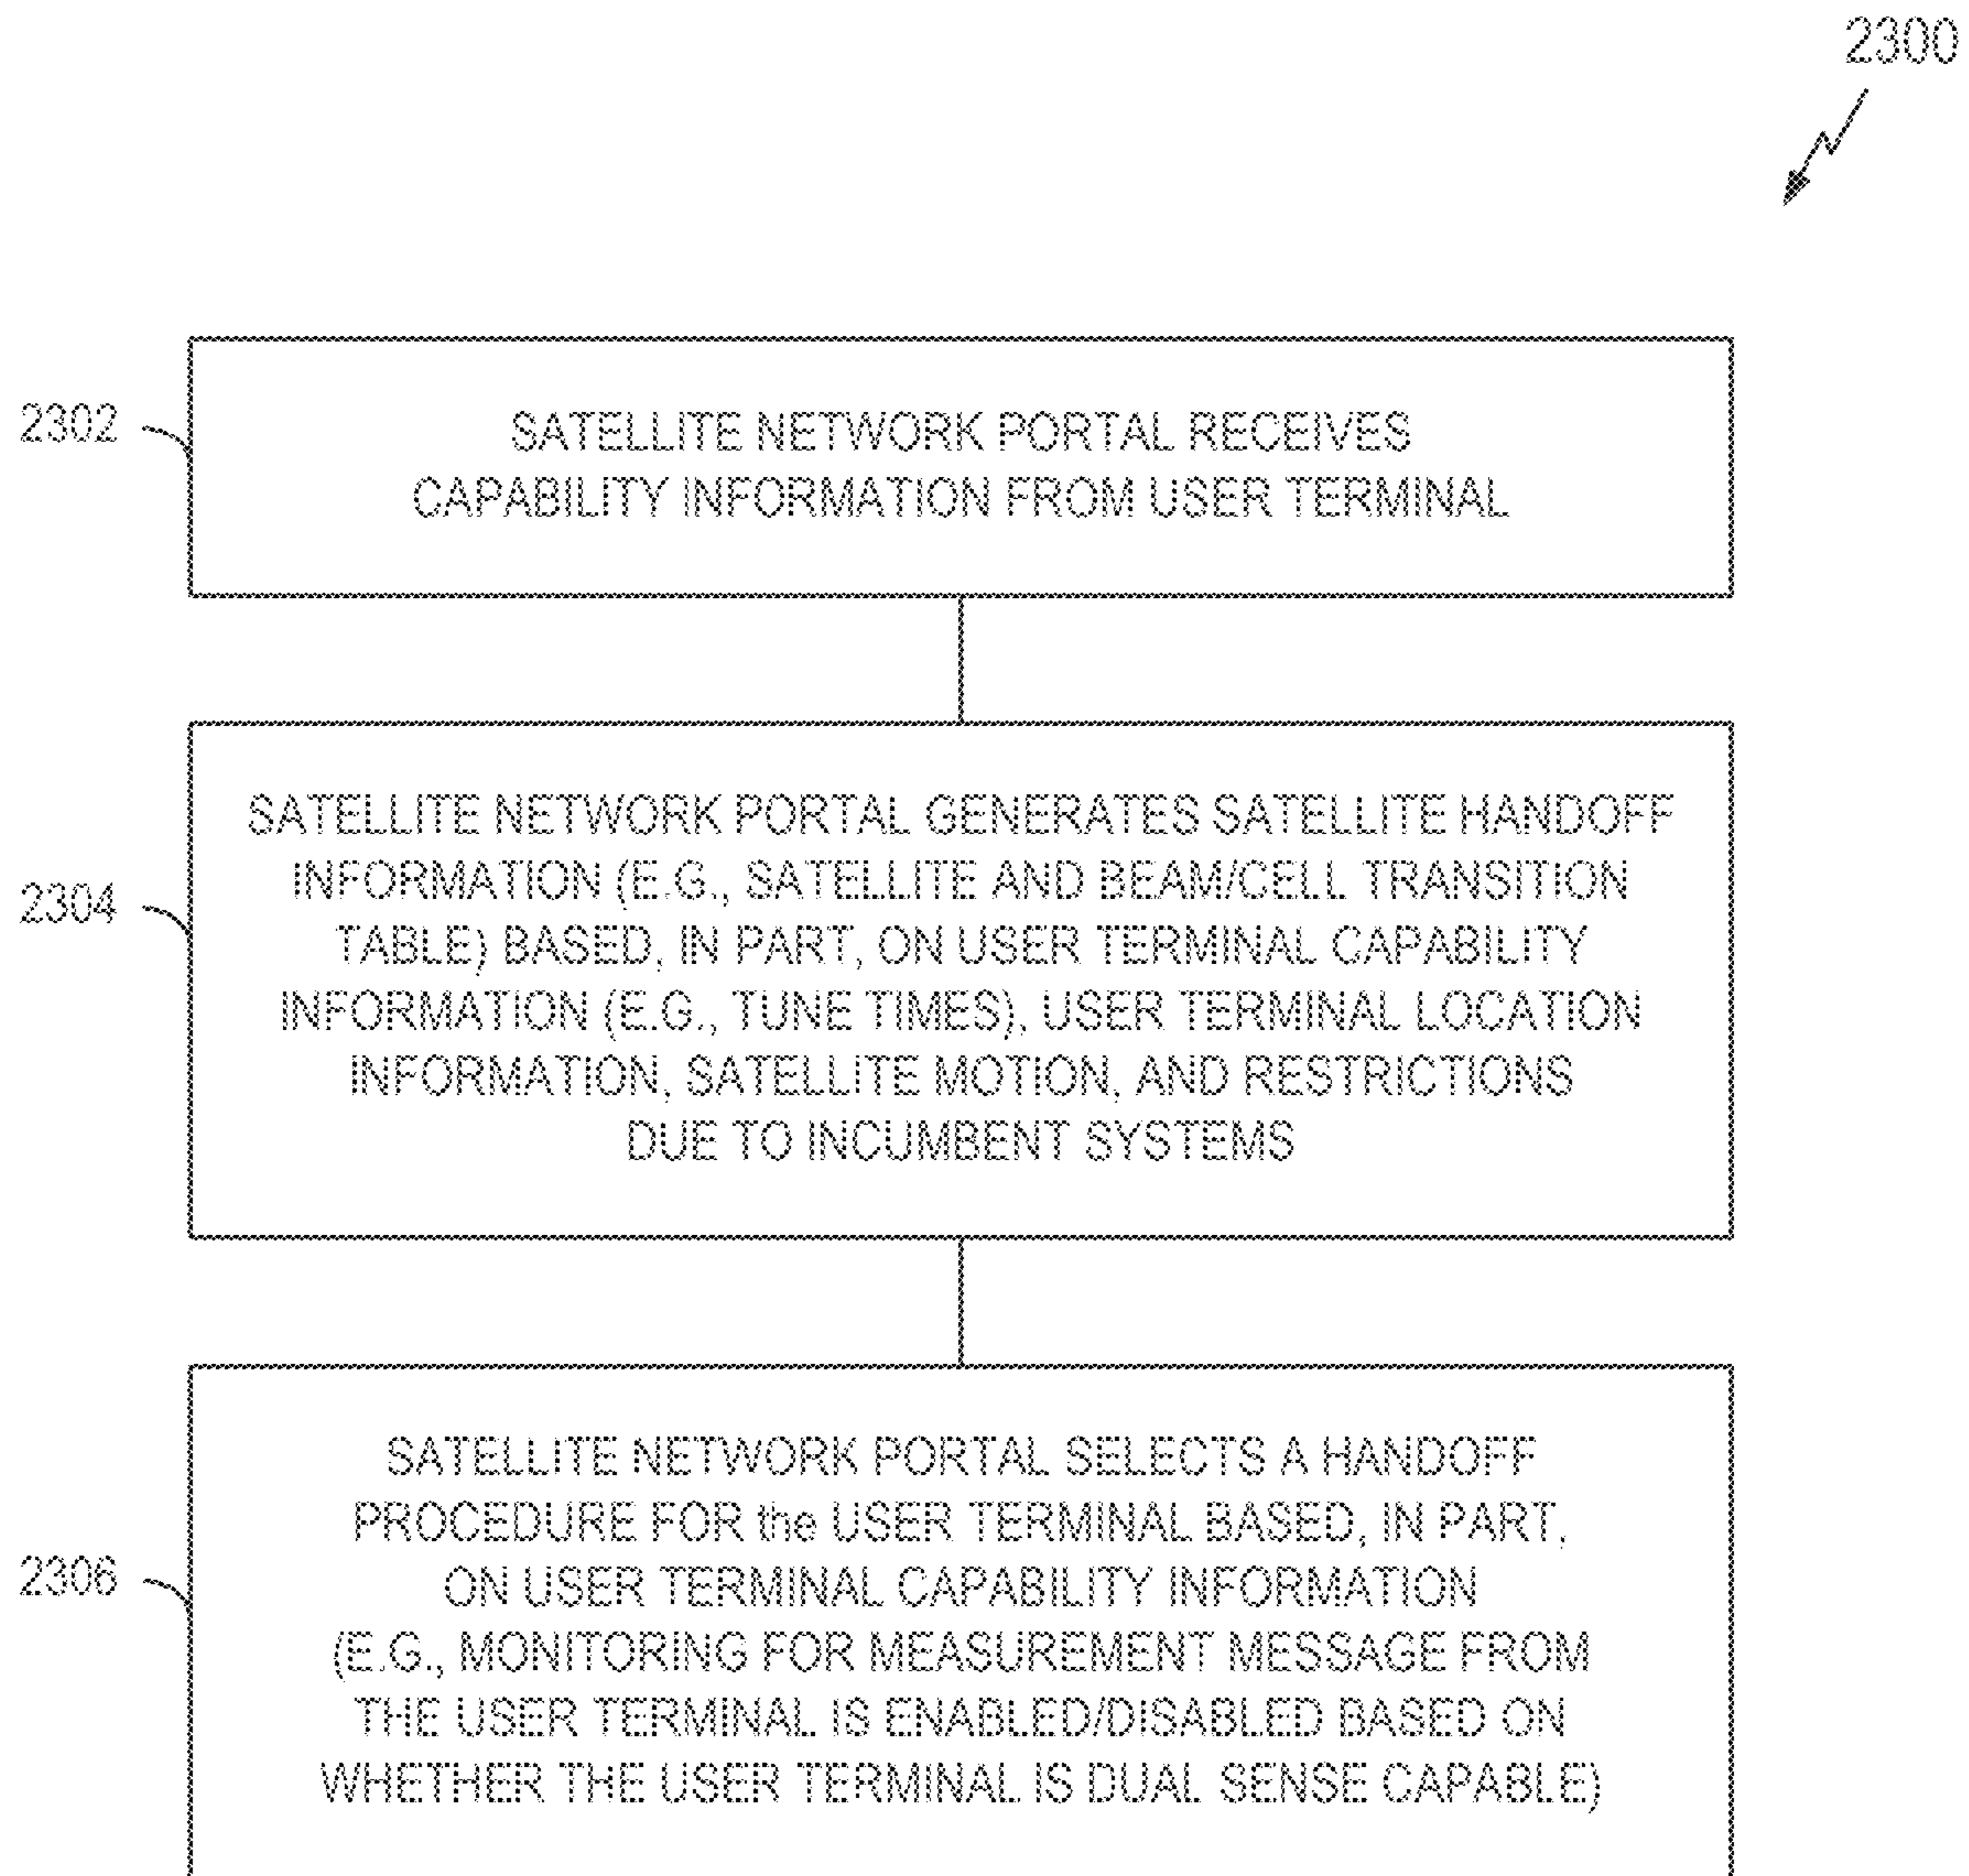 2300
2302
SATELLITE NETWORK PORTAL RECEIVES
CAPABILITY INFORMATION FROM USER TERMINAL
2304
SATELLITE NETWORK PORTAL GENERATES SATELLITE HANDOFF
INFORMATION (E.G., SATELLITE AND BEAM/CELL TRANSITION
TABLE) BASED, IN PART, ON USER TERMINAL CAPABILITY
INFORMATION (E.G., TUNE TIMES), USER TERMINAL LOCATION
INFORMATION, SATELLITE MOTION, AND RESTRICTIONS
DUE TO INCUMBENT SYSTEMS
2306
SATELLITE NETWORK PORTAL SELECTS A HANDOFF
PROCEDURE FOR the USER TERMINAL BASED, IN PART,
ON USER TERMINAL CAPABILITY INFORMATION
(E.G., MONITORING FOR MEASUREMENT MESSAGE FROM
THE USER TERMINAL IS ENABLED/DISABLED BASED ON
WHETHER THE USER TERMINAL IS DUAL SENSE CAPABLE)